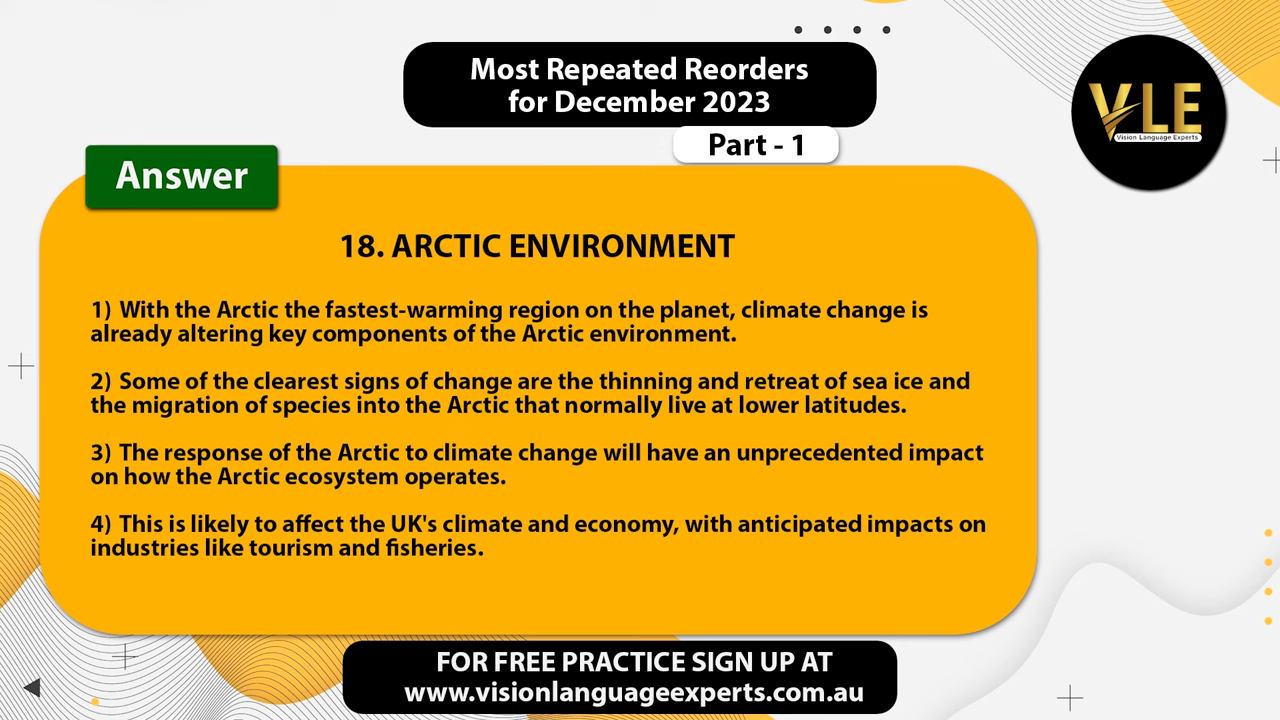 Most Repeated Reorders
for December 2023
Part - 1
VLE
Vision Language Experts
Answer
18. ARCTIC ENVIRONMENT
1) With the Arctic the fastest-warming region on the planet, climate change is
already altering key components of the Arctic environment.
2) Some of the clearest signs of change are the thinning and retreat of sea ice and
the migration of species into the Arctic that normally live at lower latitudes.
3) The response of the Arctic to climate change will have an unprecedented impact
on how the Arctic ecosystem operates.
4) This is likely to affect the UK's climate and economy, with anticipated impacts on
industries like tourism and fisheries.
FOR FREE PRACTICE SIGN UP AT
www.visionlanguageexperts.com.au